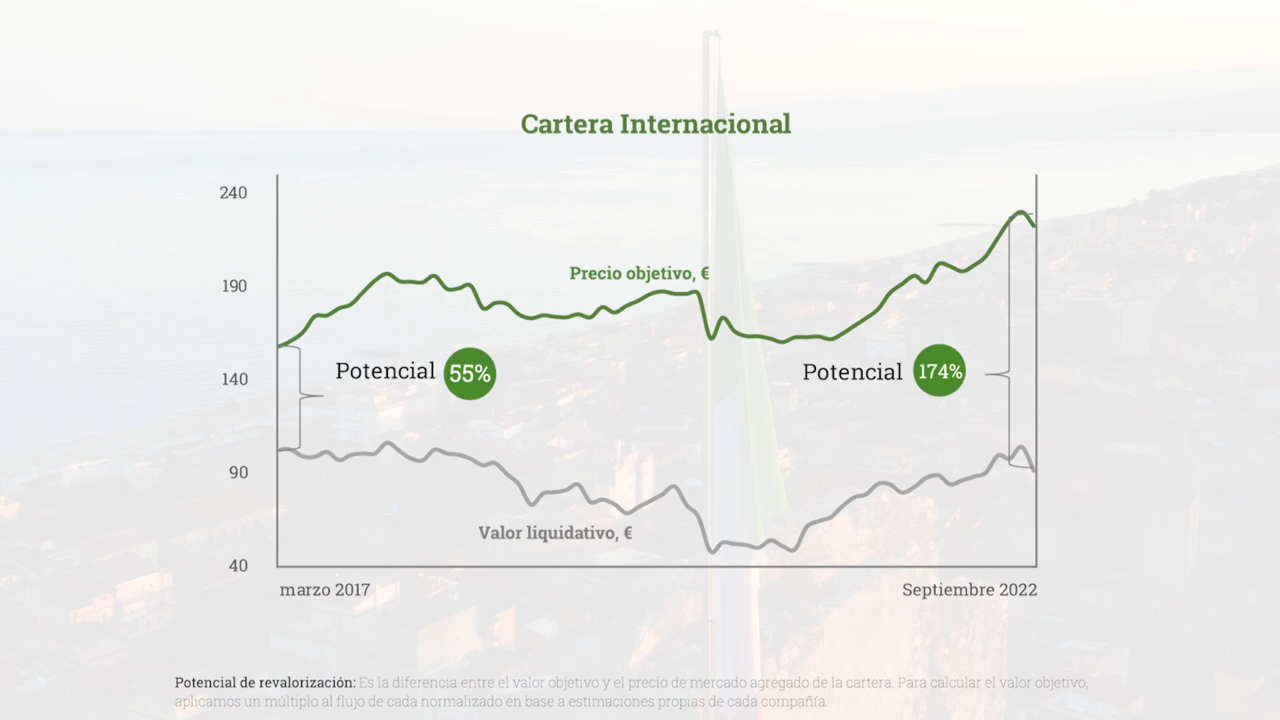 Cartera Internacional
240
190
140
90
40
Precio objetivo, €
Potencial 55%
Potencial 174%
Valor liquidativo, €
marzo 2017
Septiembre 2022
Potencial de revalorización: Es la diferencia entre el valor objetivo y el precio de mercado agregado de la cartera. Para calcular el valor objetivo,
aplicamos un múltiplo al flujo de cada normalizado en base a estimaciones propias de cada compañía.